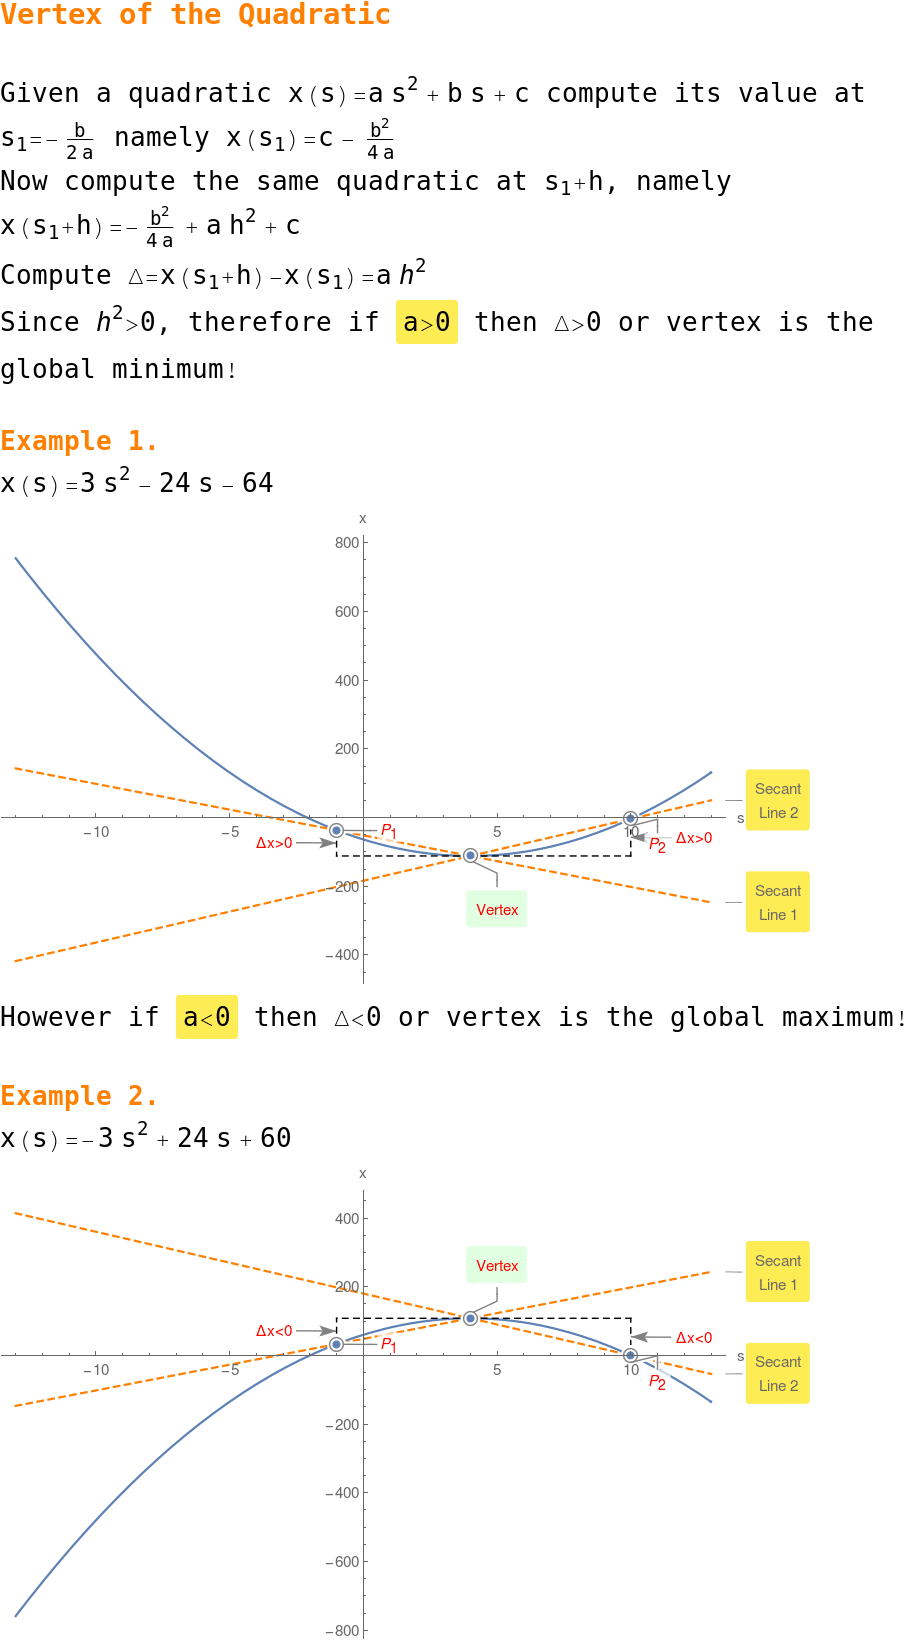 Vertex of the Quadratic
Given a quadratic x(s)=a s² + b s + c compute its value at
s₁=- b/(2 a) namely x(s₁)=c - b²/(4 a)
Now compute the same quadratic at s₁+h, namely
x(s₁+h)=- b²/(4 a) + a h² + c
Compute Δ=x(s₁+h)-x(s₁)=a h²
Since h²>0, therefore if a>0 then Δ>0 or vertex is the
global minimum!
Example 1.
x(s)=3 s² - 24 s - 64
x
800
600
400
200
-10
-5
5
10
s
-200
-400
P₁
P₂
Δx>0
Δx>0
Vertex
Secant
Line 2
Secant
Line 1
However if a<0 then Δ<0 or vertex is the global maximum!
Example 2.
x(s)=-3 s² + 24 s + 60
x
400
200
Vertex
Secant
Line 1
Δx<0
P₁
Δx<0
-10
-5
5
10
s
P₂
Secant
Line 2
-200
-400
-600
-800